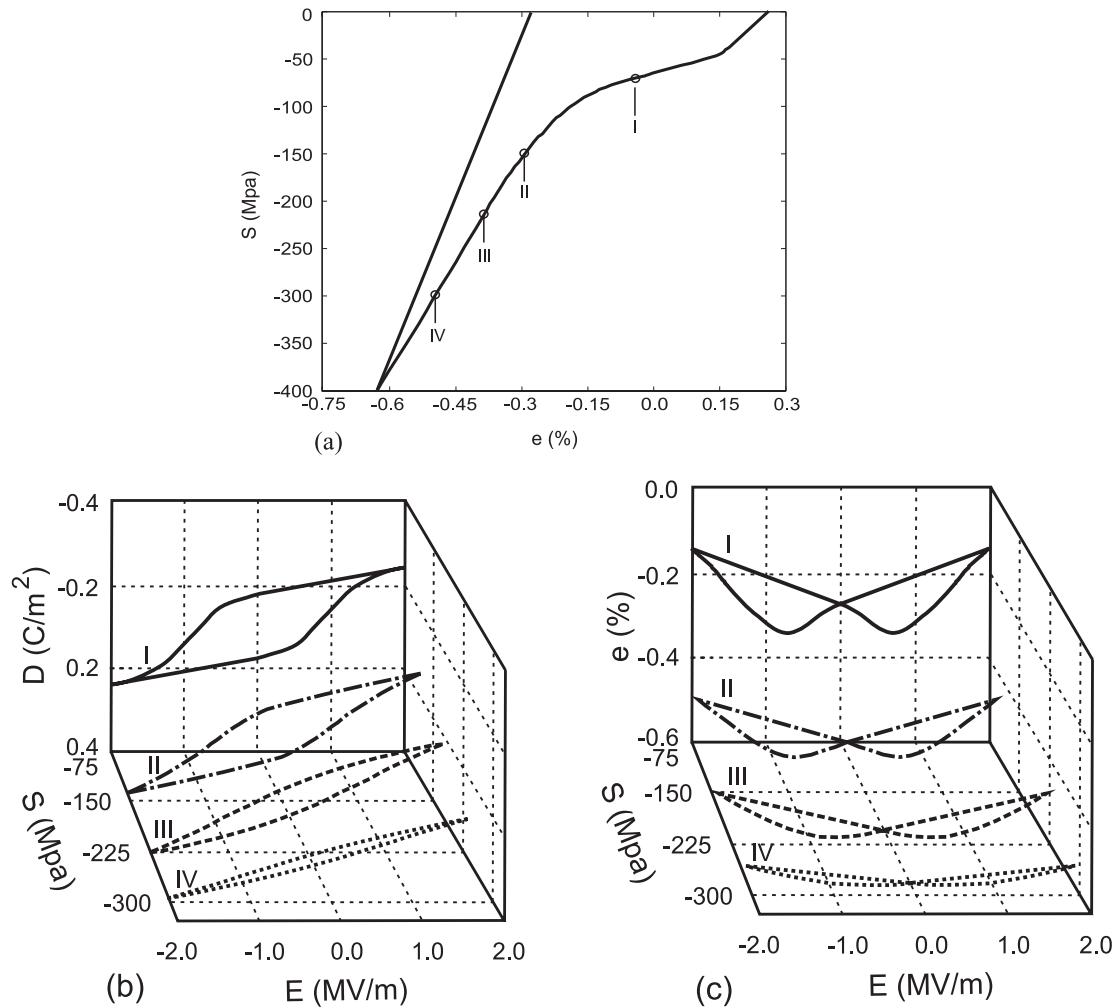 0
-50
-100
-150
-200
-250
-300
-350
-400
S (Mpa)
I
II
III
IV
-0.75 -0.6 -0.45 -0.3 -0.15 0.0 0.15 0.3
e (%)
(a)
-0.4
-0.2
0.2
0.4
D (C/m²)
I
II
III
IV
-75
-150
-225
-300
S (Mpa)
-2.0 -1.0 0.0 1.0 2.0
E (MV/m)
(b)
0.0
-0.2
-0.4
-0.6
e (%)
I
II
III
IV
-75
-150
-225
-300
S (Mpa)
-2.0 -1.0 0.0 1.0 2.0
E (MV/m)
(c)